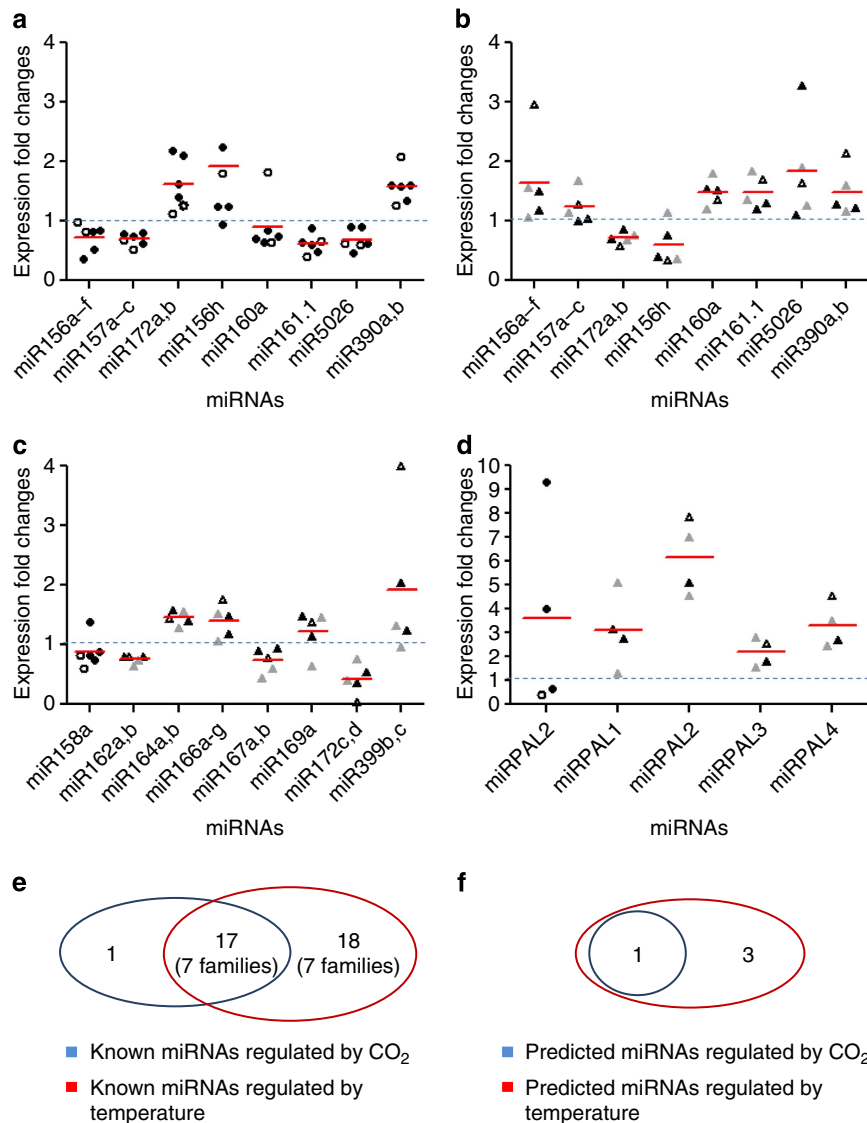 a
4
3
2
1
0
Expression fold changes
miR156a–f
miR157a–c
miR172a,b
miR156h
miR160a
miR161.1
miR5026
miR390a,b
miRNAs
b
4
3
2
1
0
Expression fold changes
miR156a–f
miR157a–c
miR172a,b
miR156h
miR160a
miR161.1
miR5026
miR390a,b
miRNAs
c
4
3
2
1
0
Expression fold changes
miR158a
miR162a,b
miR164a,b
miR166a-g
miR167a,b
miR169a
miR172c,d
miR399b,c
miRNAs
d
10
9
8
7
6
5
4
3
2
1
0
Expression fold changes
miRPAL2
miRPAL1
miRPAL2
miRPAL3
miRPAL4
miRNAs
e
1
17
(7 families)
18
(7 families)
Known miRNAs regulated by CO2
Known miRNAs regulated by
temperature
f
1
3
Predicted miRNAs regulated by CO2
Predicted miRNAs regulated by
temperature